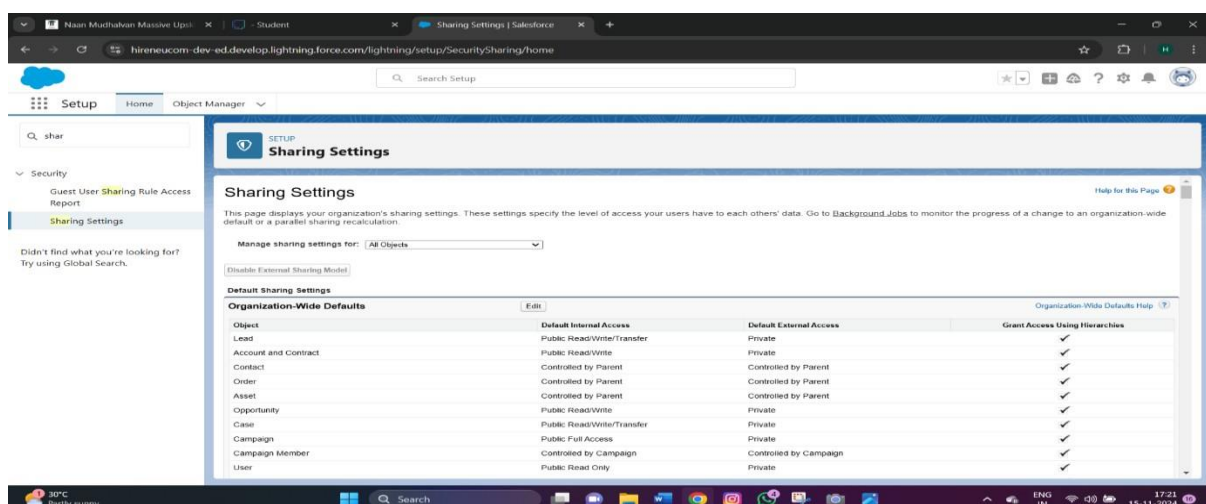 Naan Mudhalvan Massive Upsk
- Student
Sharing Settings | Salesforce
hireneucom-dev-ed.develop.lightning.force.com/lightning/setup/SecuritySharing/home
H
Search Setup
Setup
Home
Object Manager
shar
Security
Guest User Sharing Rule Access
Report
Sharing Settings
Didn't find what you're looking for?
Try using Global Search.
SETUP
Sharing Settings
Sharing Settings
Help for this Page
This page displays your organization's sharing settings. These settings specify the level of access your users have to each others' data. Go to Background Jobs to monitor the progress of a change to an organization-wide
default or a parallel sharing recalculation.
Manage sharing settings for: All Objects
Disable External Sharing Model
Default Sharing Settings
Organization-Wide Defaults Edit Organization-Wide Defaults Help ?
Object Default Internal Access Default External Access Grant Access Using Hierarchies
Lead Public Read/Write/Transfer Private ✓
Account and Contract Public Read/Write Private ✓
Contact Controlled by Parent Controlled by Parent ✓
Order Controlled by Parent Controlled by Parent ✓
Asset Controlled by Parent Controlled by Parent ✓
Opportunity Public Read/Write Private ✓
Case Public Read/Write/Transfer Private ✓
Campaign Public Full Access Private ✓
Campaign Member Controlled by Campaign Controlled by Campaign ✓
User Public Read Only Private ✓
30°C
Partly sunny
Search
ENG
IN
17:21
15-11-2024